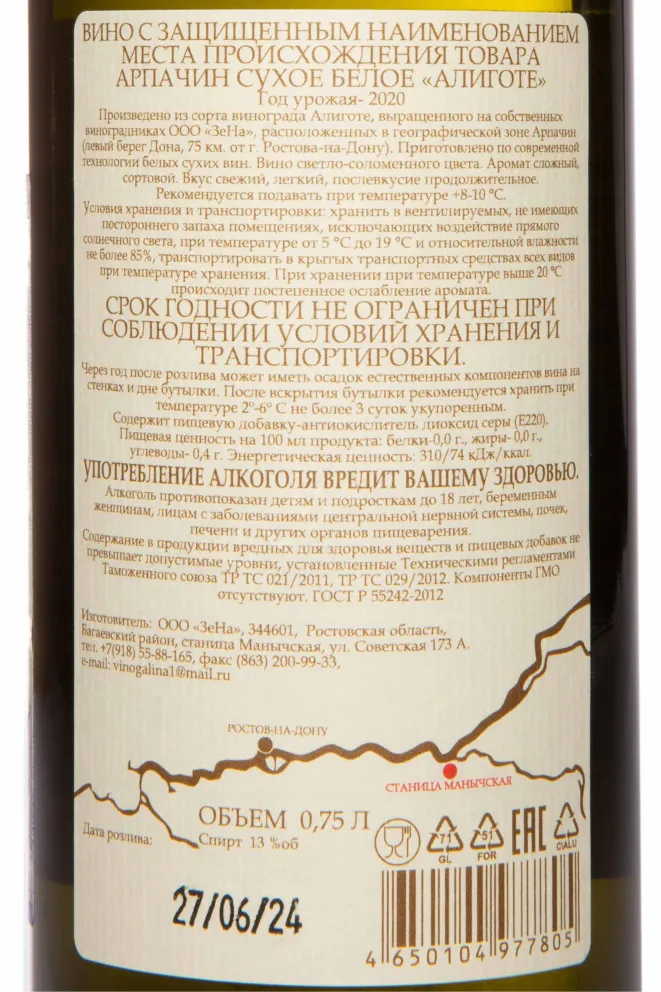 ВИНО С ЗАЩИЩЕННЫМ НАИМЕНОВАНИЕМ
МЕСТА ПРОИСХОЖДЕНИЯ ТОВАРА
АРПАЧИН СУХОЕ БЕЛОЕ «АЛИГОТЕ»
Год урожая- 2020
Произведено из сорта винограда Алиготе, выращенного на собственных
виноградниках ООО «ЗеНа», расположенных в географической зоне Арпачин
(левый берег Дона, 75 км. от г. Ростова-на-Дону). Приготовлено по современной
технологии белых сухих вин. Вино светло-соломенного цвета. Аромат сложный,
сортовой. Вкус свежий, легкий, послевкусие продолжительное.
Рекомендуется подавать при температуре +8-10 °С.
Условия хранения и транспортировки: хранить в вентилируемых, не имеющих
постороннего запаха помещениях, исключающих воздействие прямого
солнечного света, при температуре от 5 °С до 19 °С и относительной влажности
не более 85%, транспортировать в крытых транспортных средствах всех видов
при температуре хранения. При хранении при температуре выше 20 °С
происходит постепенное ослабление аромата.
СРОК ГОДНОСТИ НЕ ОГРАНИЧЕН ПРИ
СОБЛЮДЕНИИ УСЛОВИЙ ХРАНЕНИЯ И
ТРАНСПОРТИРОВКИ.
Через год после розлива может иметь осадок естественных компонентов вина на
стенках и дне бутылки. После вскрытия бутылки рекомендуется хранить при
температуре 2°-6° С не более 3 суток укупоренным.
Содержит пищевую добавку-антиокислитель диоксид серы (Е220).
Пищевая ценность на 100 мл продукта: белки-0,0 г., жиры-0,0 г.,
углеводы- 0,4 г. Энергетическая ценность: 310/74 кДж/ккал.
УПОТРЕБЛЕНИЕ АЛКОГОЛЯ ВРЕДИТ ВАШЕМУ ЗДОРОВЬЮ.
Алкоголь противопоказан детям и подросткам до 18 лет, беременным
женщинам, лицам с заболеваниями центральной нервной системы, почек,
печени и других органов пищеварения.
Содержание в продукции вредных для здоровья веществ и пищевых добавок не
превышает допустимые уровни, установленные Техническими регламентами
Таможенного союза ТР ТС 021/2011, ТР ТС 029/2012. Компоненты ГМО
отсутствуют. ГОСТ Р 55242-2012
Изготовитель: ООО «ЗеНа», 344601, Ростовская область,
Багаевский район, станица Манычская, ул. Советская 173 А.
тел. +7(918) 55-88-165, факс (863) 200-99-33,
e-mail: vinogalina1@mail.ru
РОСТОВ-НА-ДОНУ
СТАНИЦА МАНЫЧСКАЯ
ОБЪЕМ 0,75 Л
Дата розлива:
Спирт 13 %об
71
GL
51
FOR
EAC
C\ALU
27/06/24
4 650104 977805